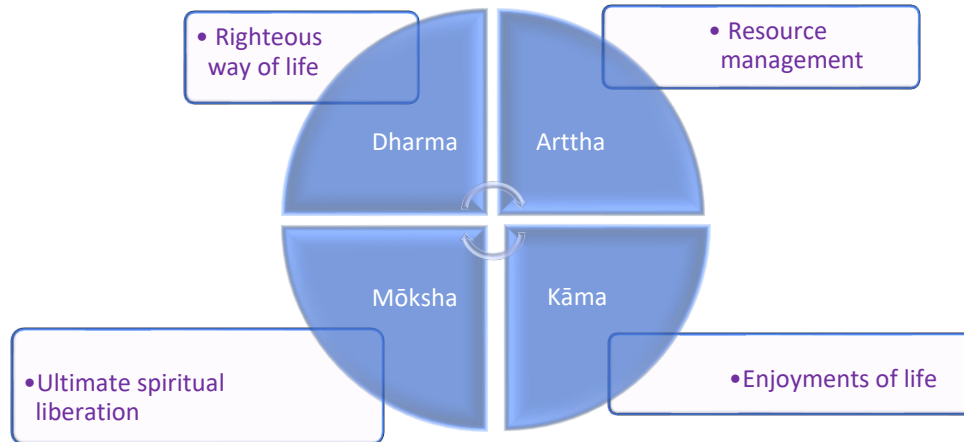 • Righteous
way of life
• Resource
management
Dharma
Arttha
Mōksha
Kāma
•Ultimate spiritual
liberation
•Enjoyments of life